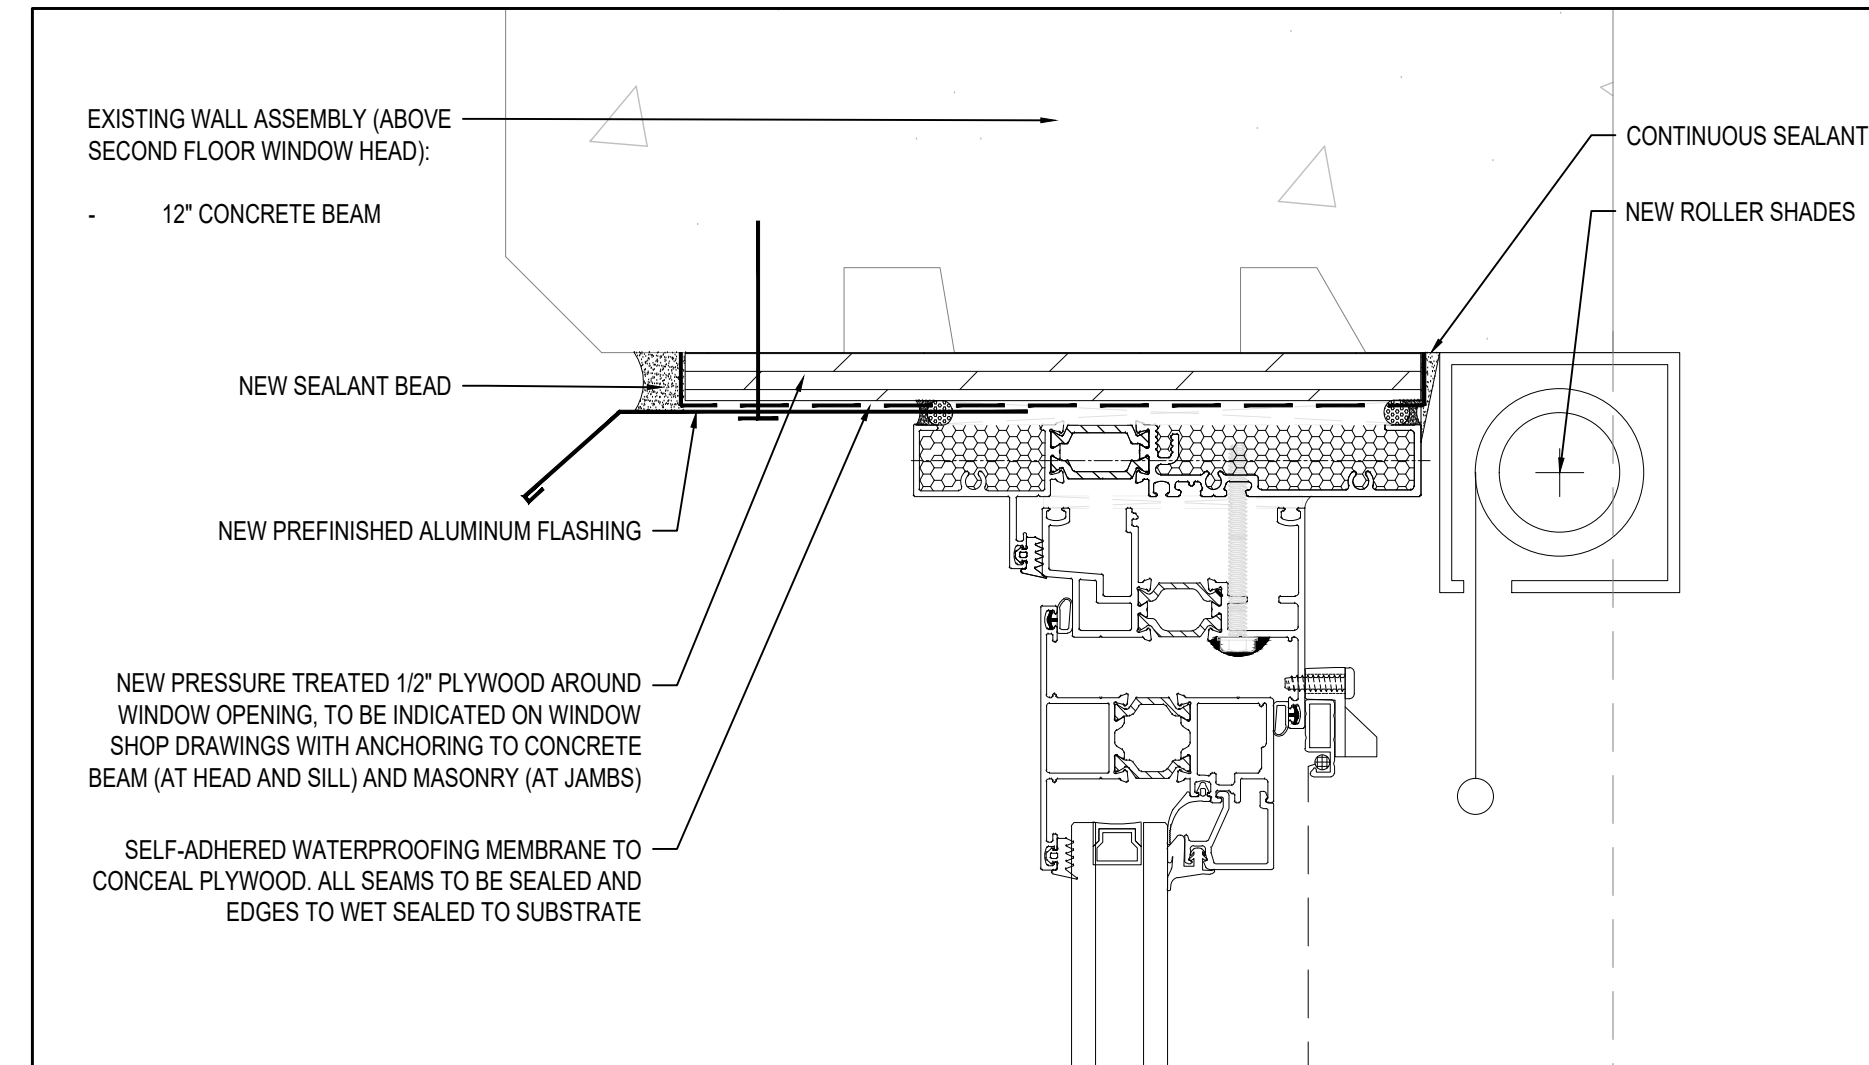 EXISTING WALL ASSEMBLY (ABOVE
SECOND FLOOR WINDOW HEAD):
- 12" CONCRETE BEAM
NEW SEALANT BEAD
NEW PREFINISHED ALUMINUM FLASHING
NEW PRESSURE TREATED 1/2" PLYWOOD AROUND
WINDOW OPENING, TO BE INDICATED ON WINDOW
SHOP DRAWINGS WITH ANCHORING TO CONCRETE
BEAM (AT HEAD AND SILL) AND MASONRY (AT JAMBS)
SELF-ADHERED WATERPROOFING MEMBRANE TO
CONCEAL PLYWOOD. ALL SEAMS TO BE SEALED AND
EDGES TO WET SEALED TO SUBSTRATE
CONTINUOUS SEALANT
NEW ROLLER SHADES